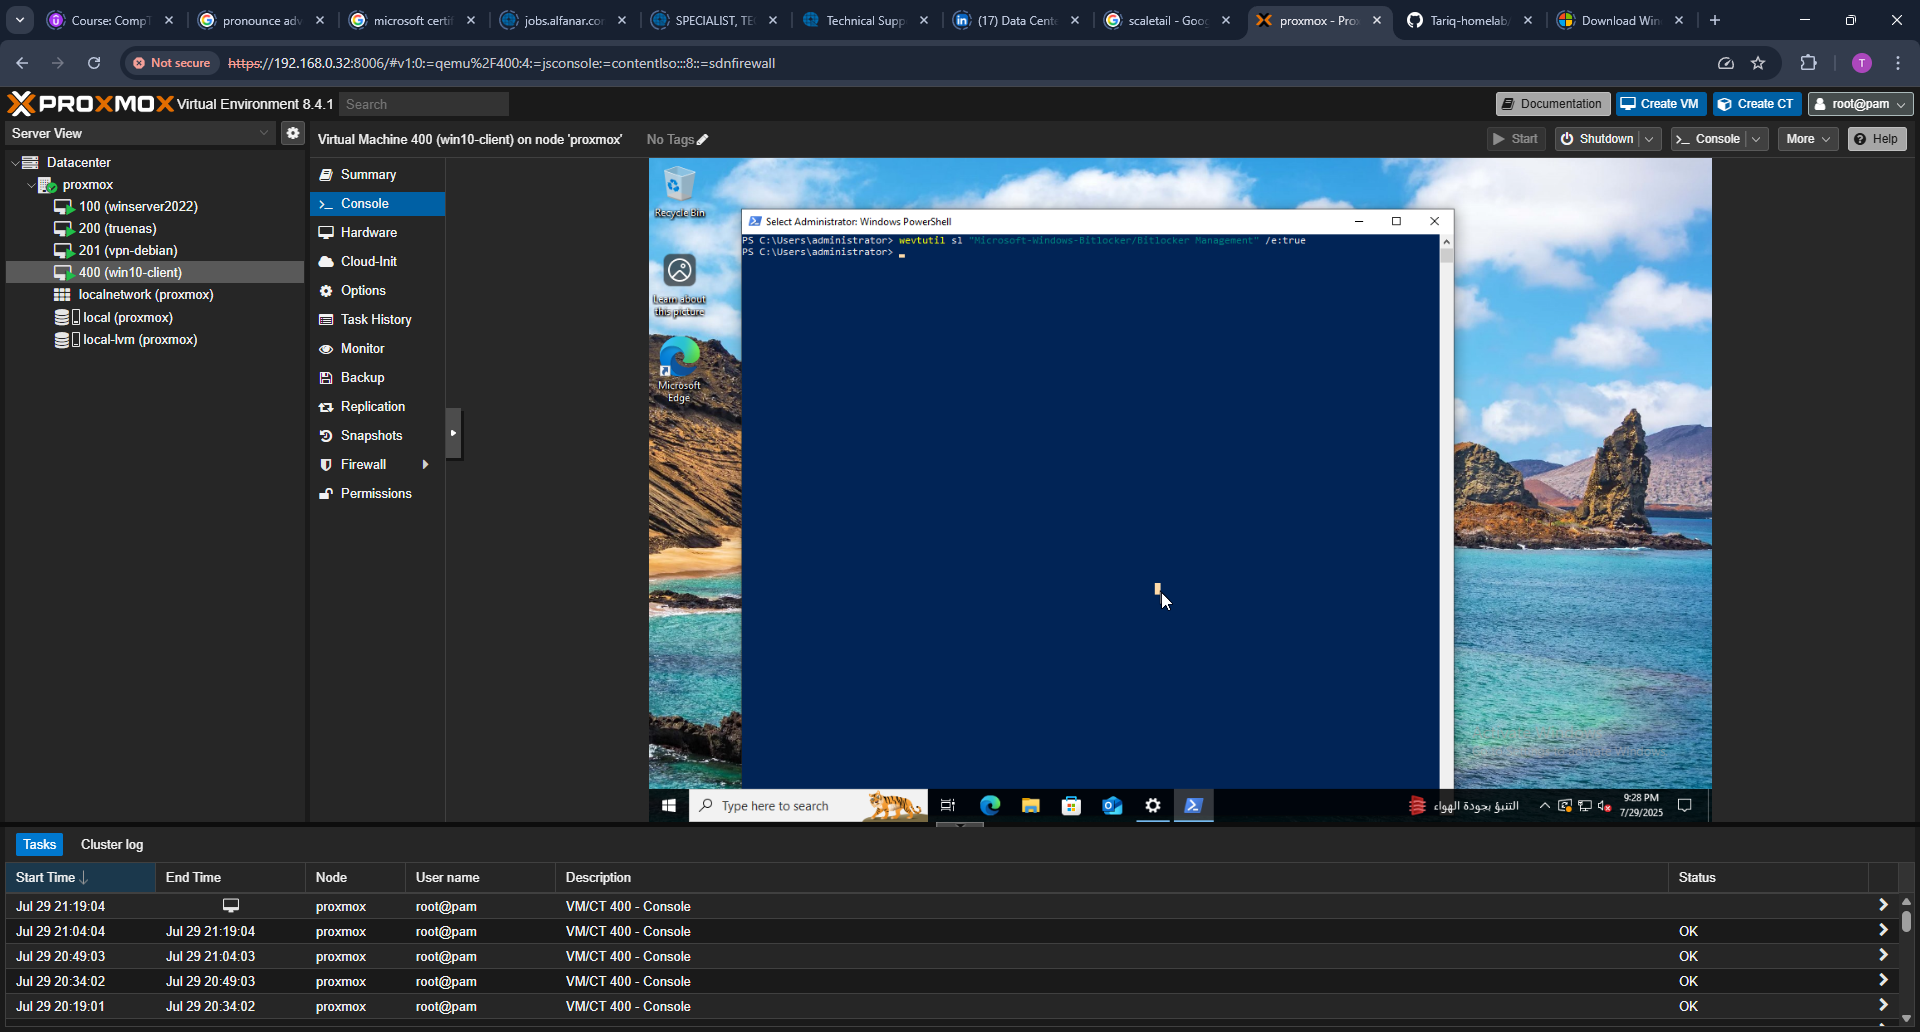 Course: CompT
pronounce adv
microsoft certif
jobs.alfanar.co
SPECIALIST, TE
Technical Supp
(17) Data Cent
scaletail - Goo
proxmox - Prox
Tariq-homelab
Download Win
Not secure
https://192.168.0.32:8006/#v1:0:=qemu%2F400:4:=jsconsole:=contentIso:::8::=sdnfirewall
T
PROXMOX Virtual Environment 8.4.1
Search
Documentation
Create VM
Create CT
root@pam
Server View
Virtual Machine 400 (win10-client) on node 'proxmox'
No Tags
Start
Shutdown
Console
More
Help
Datacenter
proxmox
100 (winserver2022)
200 (truenas)
201 (vpn-debian)
400 (win10-client)
localnetwork (proxmox)
local (proxmox)
local-lvm (proxmox)
Summary
Console
Hardware
Cloud-Init
Options
Task History
Monitor
Backup
Replication
Snapshots
Firewall
Permissions
Recycle Bin
Learn about
this picture
Microsoft
Edge
Select Administrator: Windows PowerShell
PS C:\Users\administrator> wevtutil sl "Microsoft-Windows-Bitlocker/Bitlocker Management" /e:true
PS C:\Users\administrator>
Type here to search
التنبؤ بجودة الهواء
9:28 PM
7/29/2025
Tasks
Cluster log
Start Time End Time Node User name Description Status
Jul 29 21:19:04 proxmox root@pam VM/CT 400 - Console
Jul 29 21:04:04 Jul 29 21:19:04 proxmox root@pam VM/CT 400 - Console OK
Jul 29 20:49:03 Jul 29 21:04:03 proxmox root@pam VM/CT 400 - Console OK
Jul 29 20:34:02 Jul 29 20:49:03 proxmox root@pam VM/CT 400 - Console OK
Jul 29 20:19:01 Jul 29 20:34:02 proxmox root@pam VM/CT 400 - Console OK